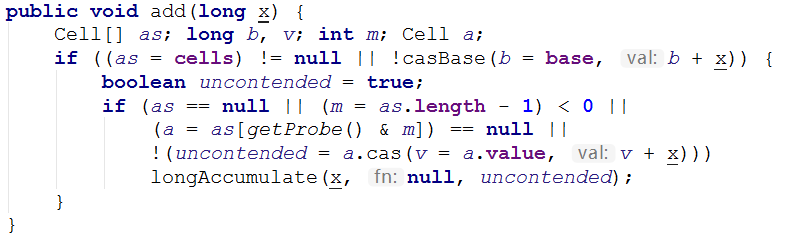 public void add(long x) {
    Cell[] as; long b, v; int m; Cell a;
    if ((as = cells) != null || !casBase(b = base, val: b + x)) {
        boolean uncontended = true;
        if (as == null || (m = as.length - 1) < 0 ||
            (a = as[getProbe() & m]) == null ||
            !(uncontended = a.cas(v = a.value, val: v + x)))
            longAccumulate(x, fn: null, uncontended);
    }
}